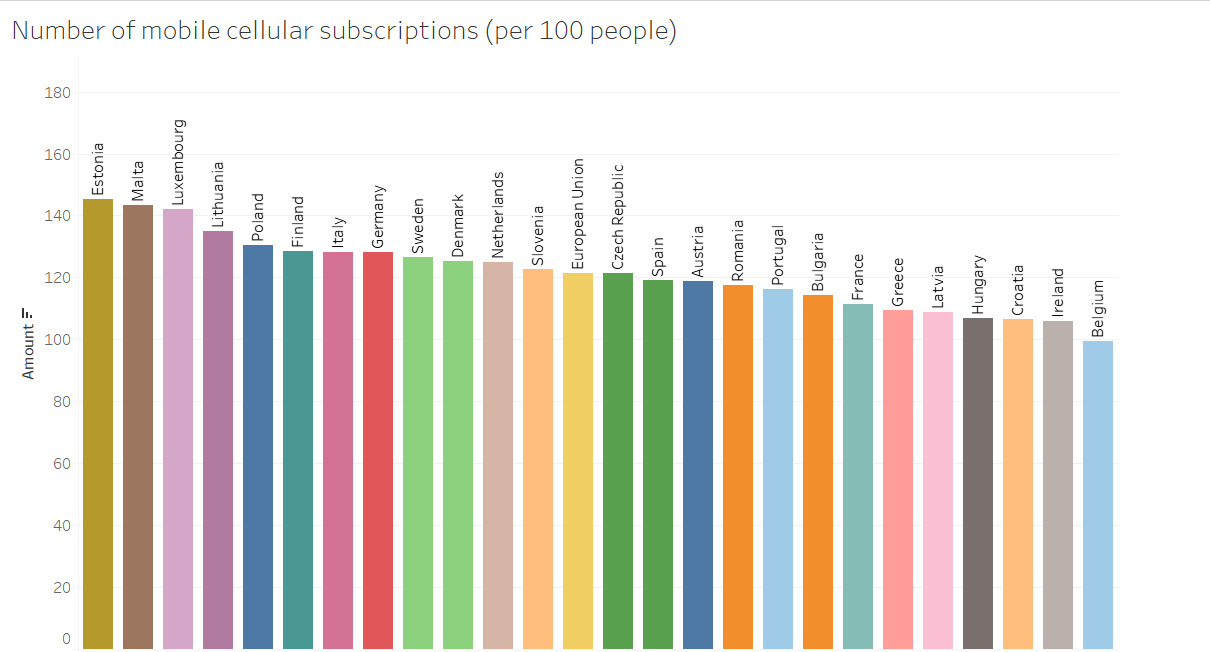 Number of mobile cellular subscriptions (per 100 people)
180
160
140
120
100
80
60
40
20
0
Amount
Estonia
Malta
Luxembourg
Lithuania
Poland
Finland
Italy
Germany
Sweden
Denmark
Netherlands
Slovenia
European Union
Czech Republic
Spain
Austria
Romania
Portugal
Bulgaria
France
Greece
Latvia
Hungary
Croatia
Ireland
Belgium